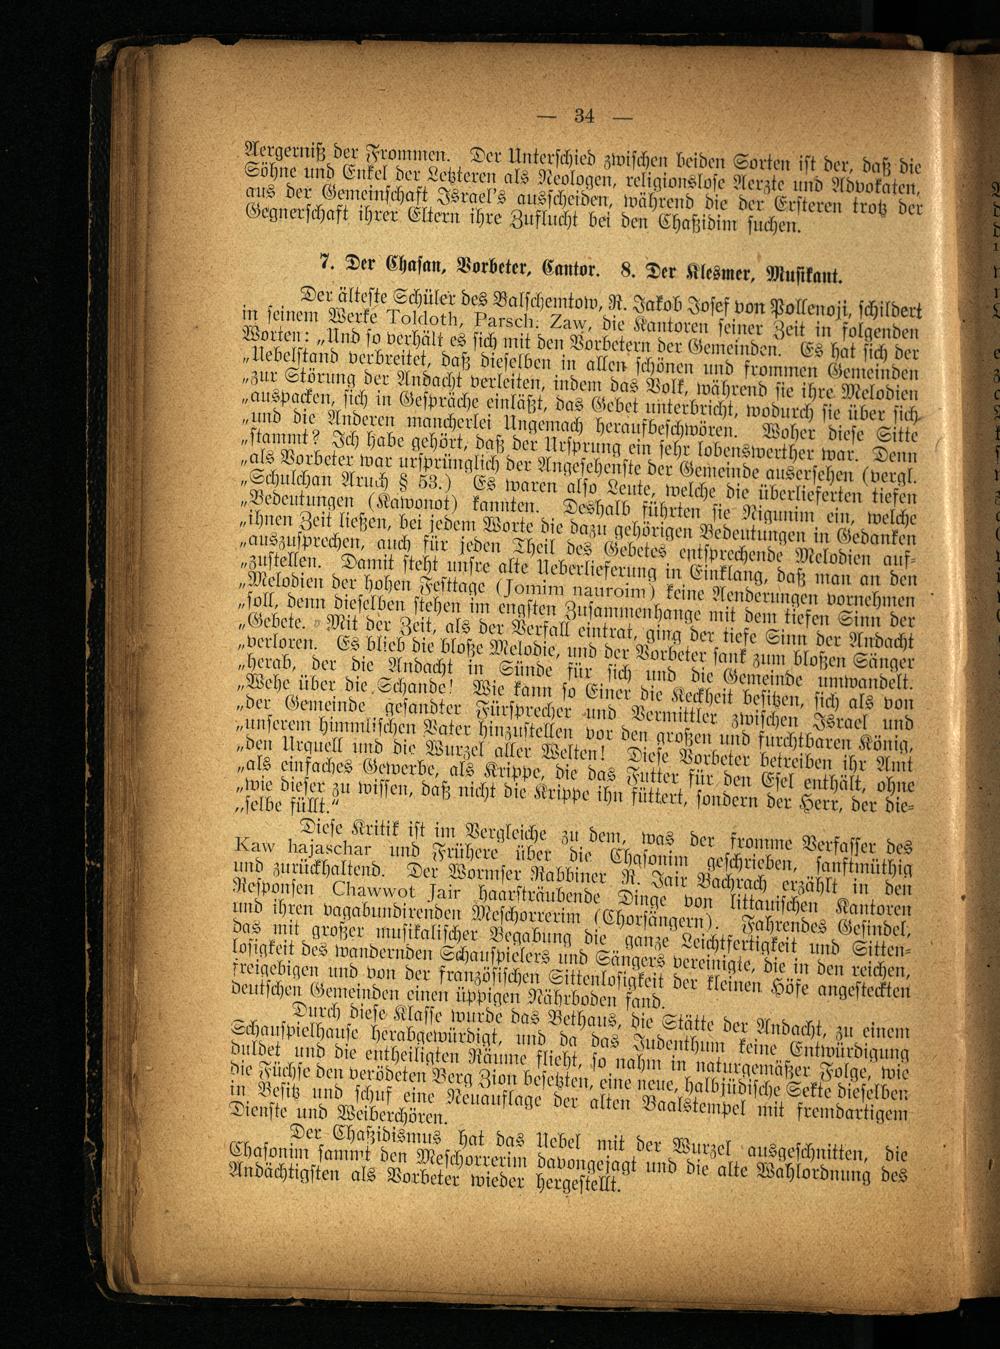 — 34 —
Aergerniß der Frommen. Der Unterschied zwischen beiden Sorten ist der, daß die
Söhne und Enkel der Letzteren als Neologen, religionslose Aerzte und Advokaten,
aus der Gemeinschaft Israel's ausscheiden, während die der Ersteren trotz der
Gegnerschaft ihrer Eltern ihre Zuflucht bei den Chaßidim suchen.
7. Der Chasan, Vorbeter, Cantor. 8. Der Klesmer, Musikant.
Der älteste Schüler des Balschemtow, R. Jakob Josef von Pollenoji, schildert
in seinem Werke Toldoth, Parsch. Zaw, die Kantoren seiner Zeit in folgenden
Worten: „Und so verhält es sich mit den Vorbetern der Gemeinden. Es hat sich der
„Uebelstand verbreitet, daß dieselben in allen schönen und frommen Gemeinden
„zur Störung der Andacht verleiten, indem das Volk, während sie ihre Melodien
„auspacken, sich in Gespräche einläßt, das Gebet unterbricht, wodurch sie über sich
„und die Anderen mancherlei Ungemach heraufbeschwören. Woher diese Sitte
„stammt? Ich habe gehört, daß der Ursprung ein sehr lobenswerther war. Denn
„als Vorbeter war ursprünglich der Angesehenste der Gemeinde ausersehen (vergl.
„Schulchan Aruch § 53.) Es waren also Leute, welche die überlieferten tiefen
„Bedeutungen (Kawonot) kannten. Deshalb führten sie Nigunim ein, welche
„ihnen Zeit ließen, bei jedem Worte die dazu gehörigen Bedeutungen in Gedanken
„auszusprechen, auch für jeden Theil des Gebetes entsprechende Melodien auf-
„zustellen. Damit steht unsre alte Ueberlieferung in Einklang, daß man an den
„Melodien der hohen Festtage (Jomim nauroim) keine Aenderungen vornehmen
„soll, denn dieselben stehen im engsten Zusammenhange mit dem tiefen Sinn der
„Gebete. Mit der Zeit, als der Verfall eintrat, ging der tiefe Sinn der Andacht
„verloren. Es blieb die bloße Melodie, und der Vorbeter sank zum bloßen Sänger
„herab, der die Andacht in Sünde für sich und die Gemeinde umwandelt.
„Wehe über die Schande! Wie kann so Einer die Keckheit besitzen, sich als von
„der Gemeinde gesandter Fürsprecher und Vermittler zwischen Israel und
„unserem himmlischen Vater hinzustellen vor den großen und furchtbaren König,
„den Urquell und die Wurzel aller Welten! Diese Vorbeter betreiben ihr Amt
„als einfaches Gewerbe, als Krippe, die das Futter für den Esel enthält, ohne
„wie dieser zu wissen, daß nicht die Krippe ihn füttert, sondern der Herr, der die-
„selbe füllt.“
Diese Kritik ist im Vergleiche zu dem, was der fromme Verfasser des
Kaw hajaschar und Frühere über die Chasonim geschrieben, sanftmüthig
und zurückhaltend. Der Wormser Rabbiner R. Jair Bachrach erzählt in den
Responsen Chawwot Jair haarsträubende Dinge von littauischen Kantoren
und ihren vagabundirenden Meschorrerim (Chorsängern). Fahrendes Gesindel,
das mit großer musikalischer Begabung die ganze Leichtfertigkeit und Sitten-
losigkeit des wandernden Schauspielers und Sängers vereinigte, die in den reichen,
freigebigen und von der französischen Sittenlosigkeit der kleinen Höfe angesteckten
deutschen Gemeinden einen üppigen Nährboden fand.
Durch diese Klasse wurde das Bethaus, die Stätte der Andacht, zu einem
Schauspielhause herabgewürdigt, und da das Judenthum keine Entwürdigung
duldet und die entheiligten Räume flieht, so nahm in naturgemäßer Folge, wie
die Füchse den verödeten Berg Zion besetzten, eine neue, halbjüdische Sekte dieselben
in Besitz und schuf eine Neuauflage der alten Baalstempel mit fremdartigem
Dienste und Weiberchören.
Der Chaßidismus hat das Uebel mit der Wurzel ausgeschnitten, die
Chasonim sammt den Meschorrerim davongejagt und die alte Wahlordnung des
Andächtigsten als Vorbeter wieder hergestellt.